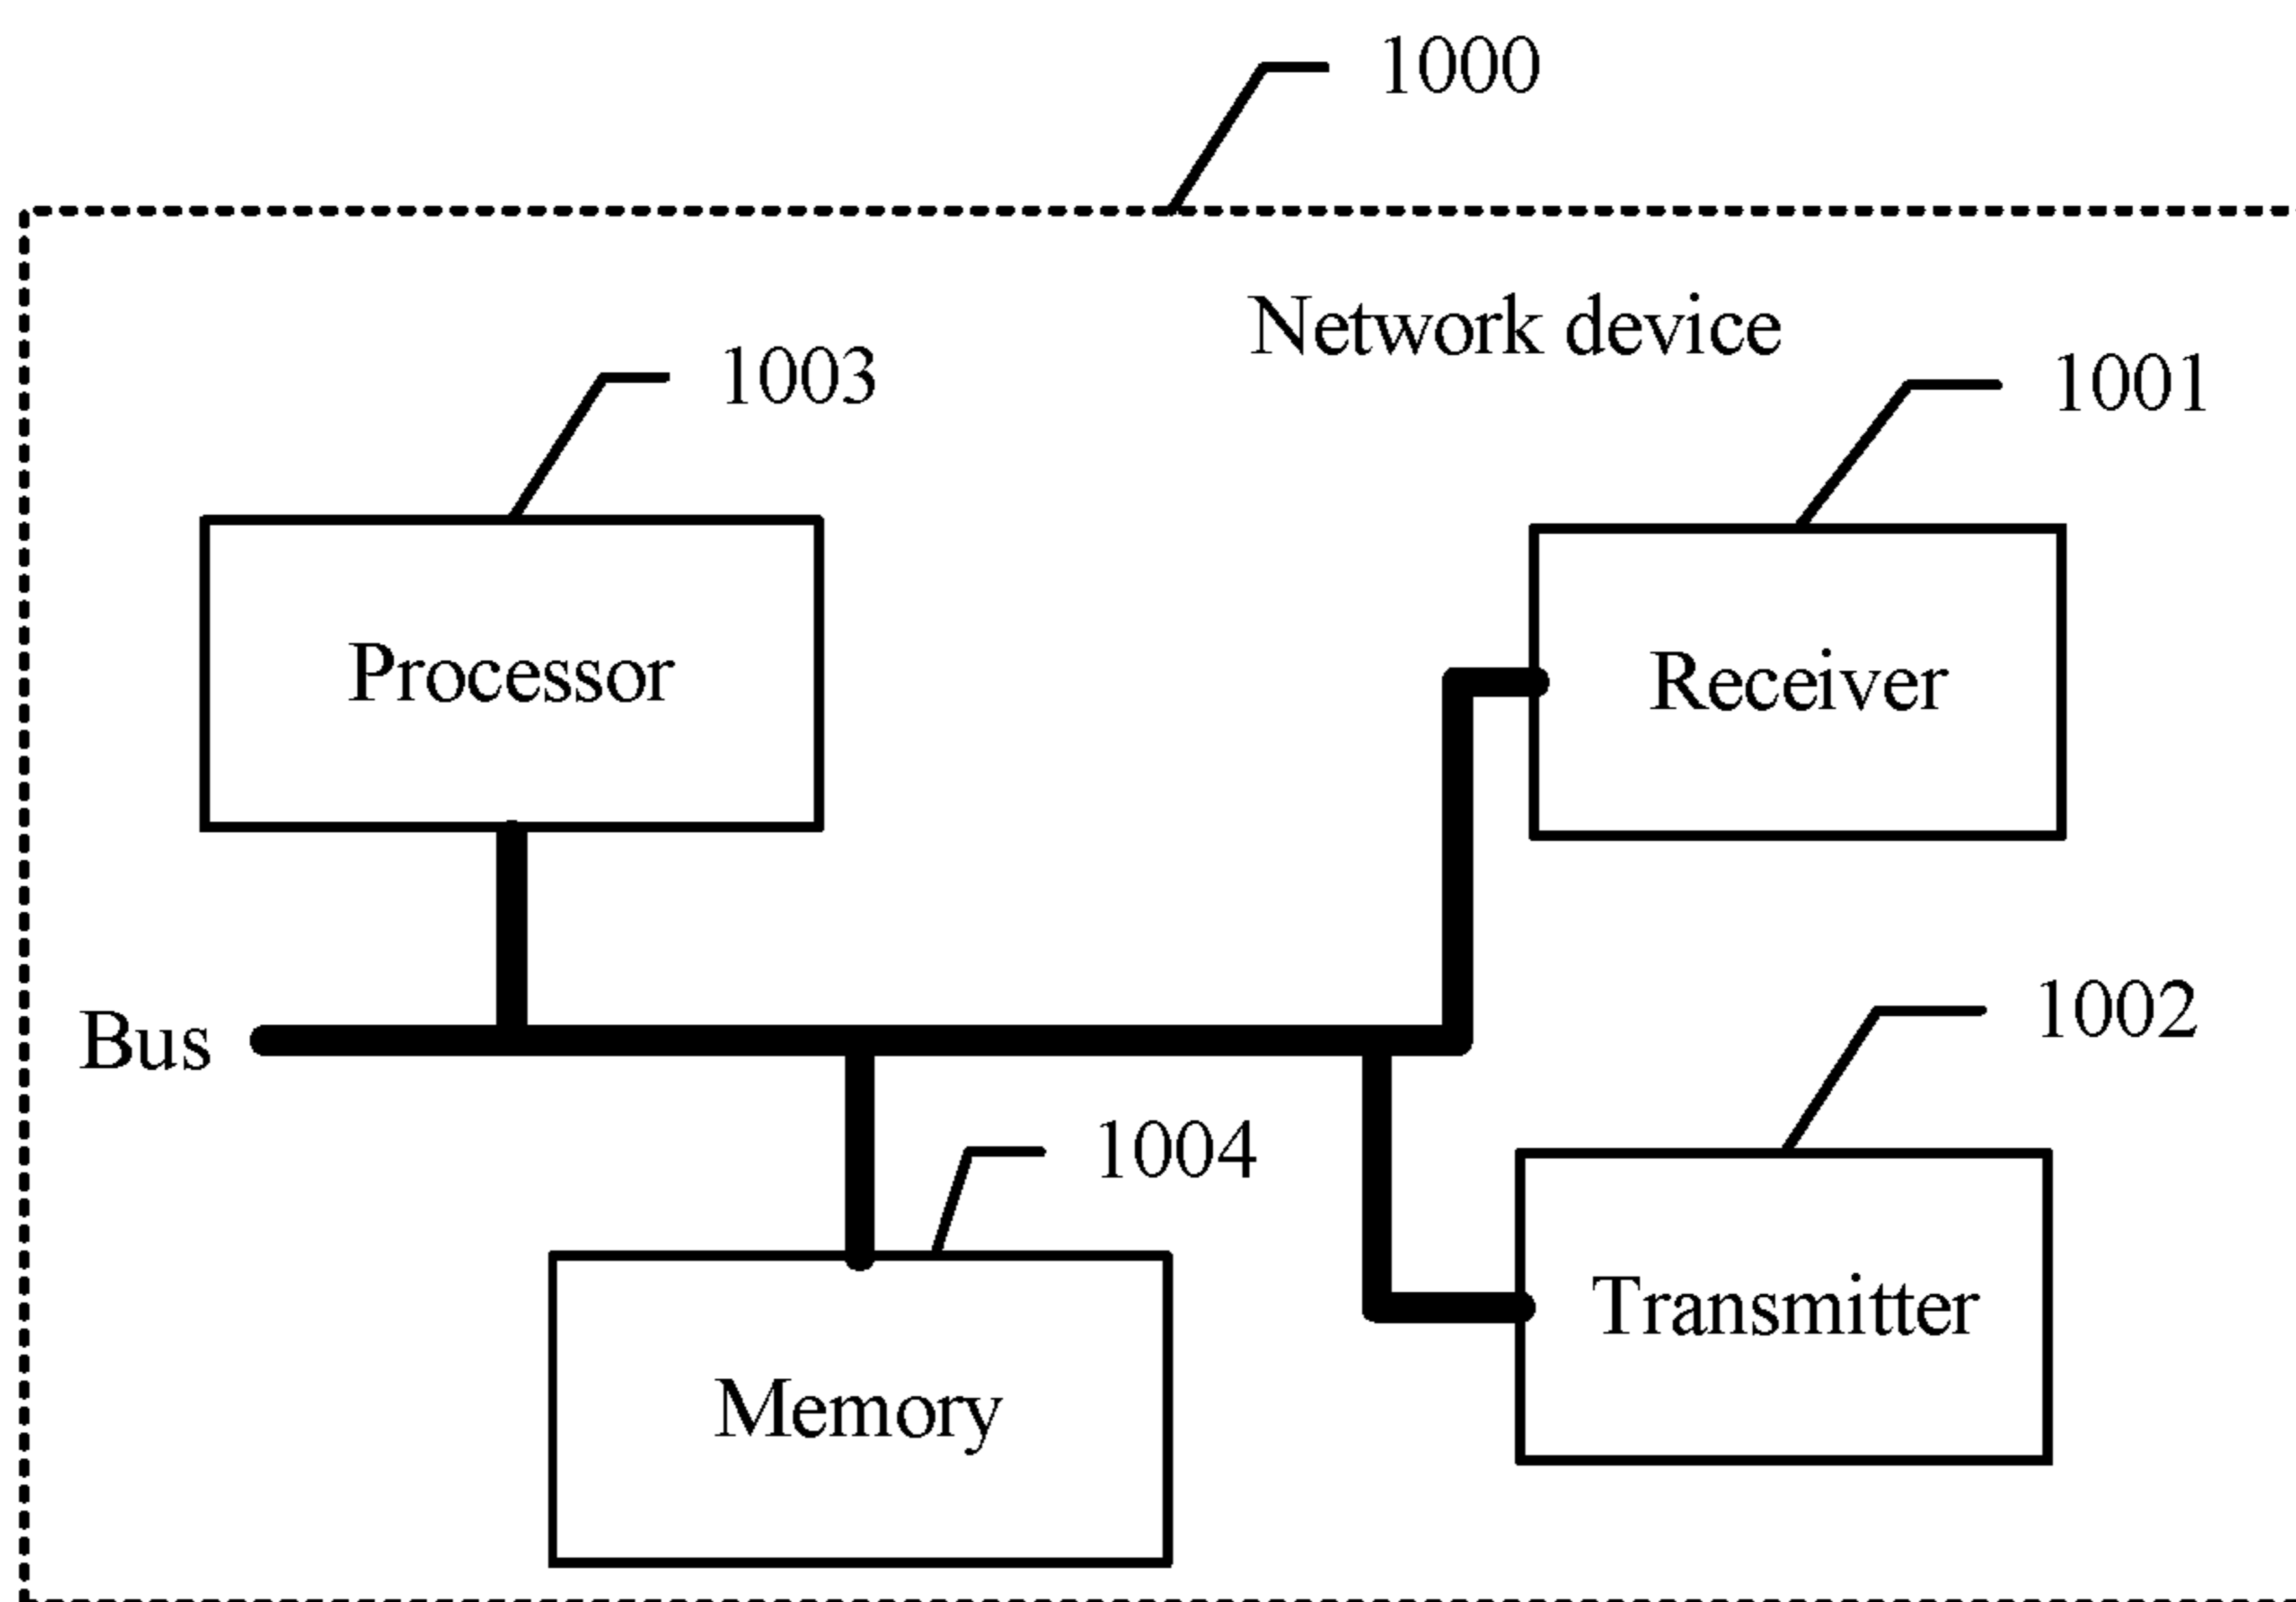 1000
Network device
1003
1001
Processor
Receiver
Bus
1002
1004
Transmitter
Memory